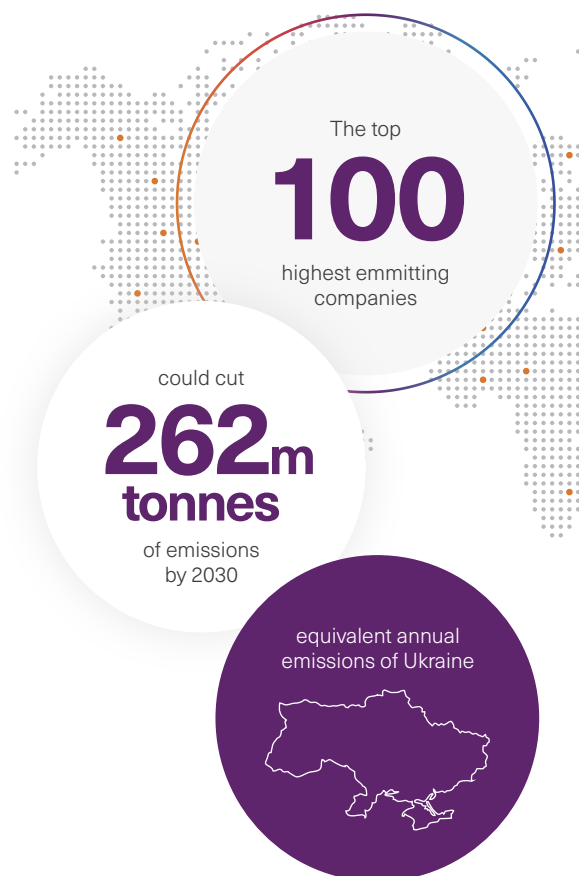 The top
100
highest emmitting
companies
could cut
262m
tonnes
of emissions
by 2030
equivalent annual
emissions of Ukraine